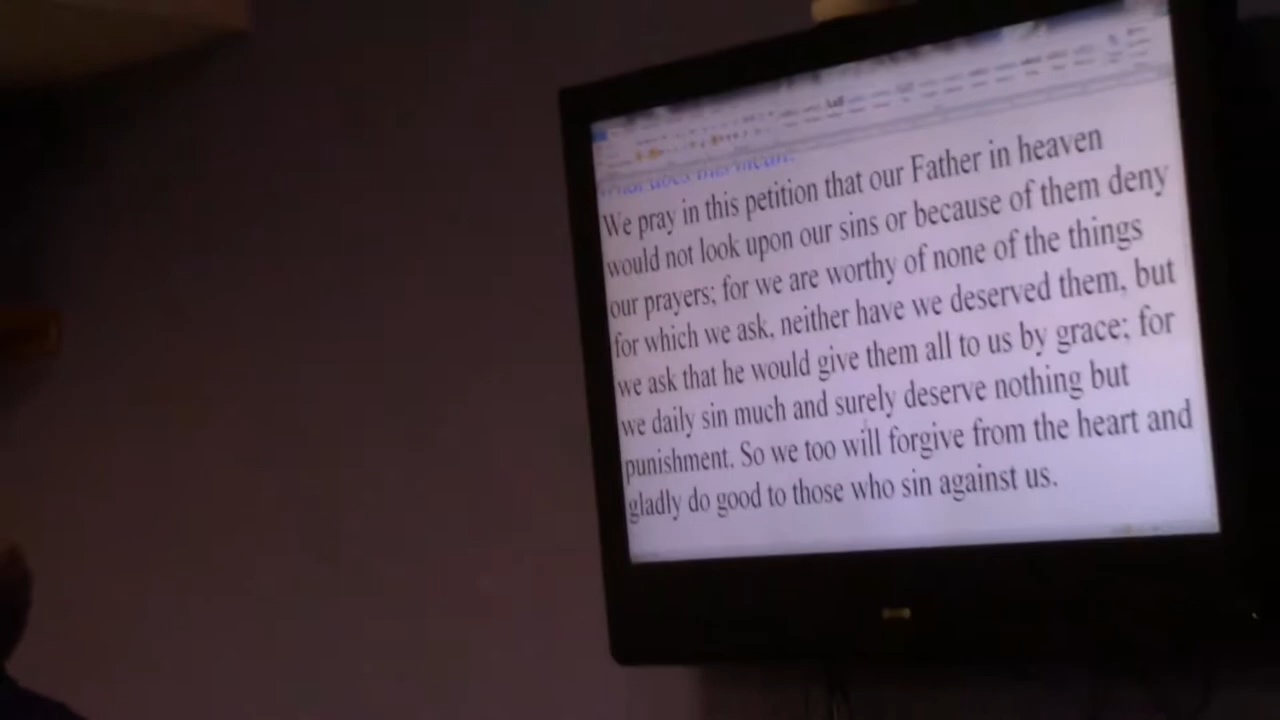 What does this mean?
We pray in this petition that our Father in heaven
would not look upon our sins or because of them deny
our prayers; for we are worthy of none of the things
for which we ask, neither have we deserved them, but
we ask that he would give them all to us by grace; for
we daily sin much and surely deserve nothing but
punishment. So we too will forgive from the heart and
gladly do good to those who sin against us.